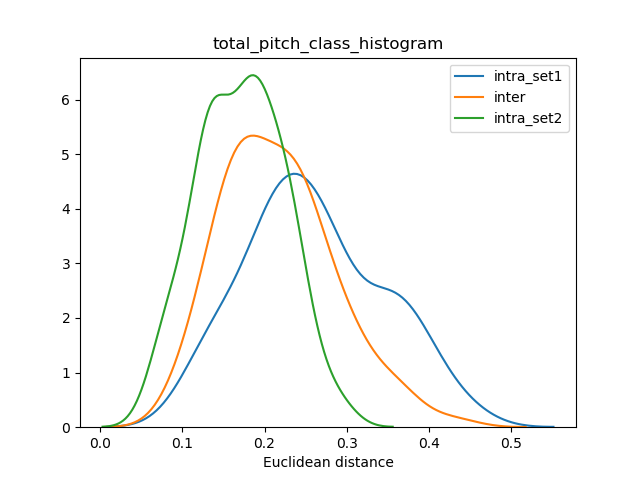 total_pitch_class_histogram
intra_set1
inter
intra_set2
6
5
4
3
2
1
0
0.0 0.1 0.2 0.3 0.4 0.5
Euclidean distance